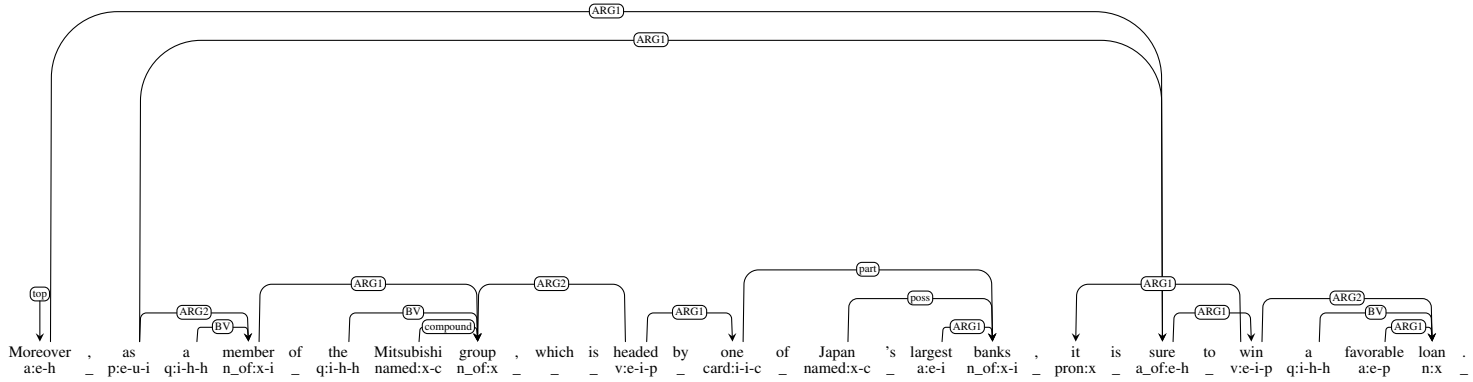 ARG1
ARG1
part
ARG1 ARG2 ARG1
top poss ARG2
ARG2 BV ARG1 ARG1 BV
BV compound ARG1 ARG1
Moreover , as a member of the Mitsubishi group , which is headed by one of Japan 's largest banks , it is sure to win a favorable loan .
a:e-h _ p:e-u-i q:i-h-h n_of:x-i _ q:i-h-h named:x-c n_of:x _ _ _ v:e-i-p _ card:i-i-c _ named:x-c _ a:e-i n_of:x-i _ pron:x _ a_of:e-h _ v:e-i-p q:i-h-h a:e-p n:x _